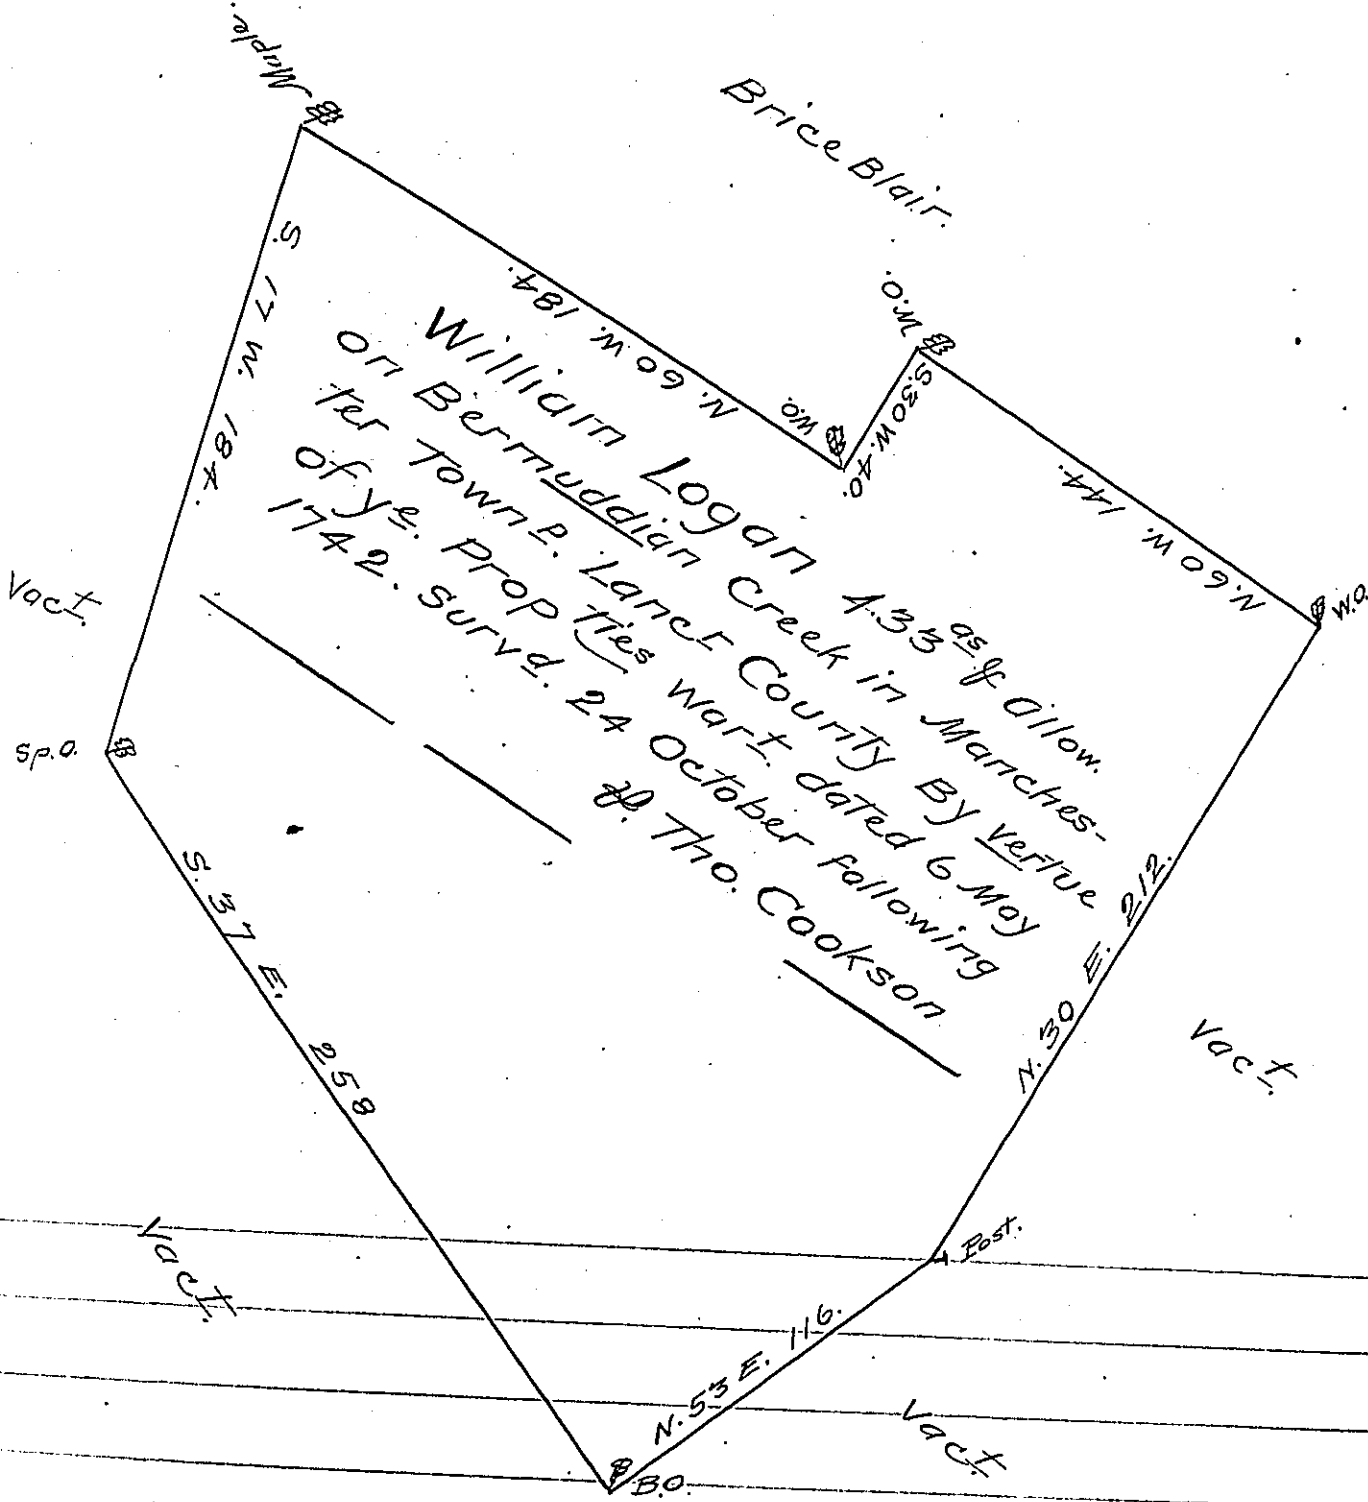 Maple.
Brice Blair.
W.O.
N. 60 W. 184.
W.O.
S. 30 W. 40.
N. 60 W. 144.
W.O.
S. 17 W. 184.
William Logan 433 as & allow.
on Bermuddian Creek in Manches-
ter Townp. Lancr County By vertue
of ye. Propties Wart. dated 6 May
1742. Survd. 24 October following
⅌. Tho. Cookson
Vact.
Sp.O.
S. 37 E. 258
N. 30 E. 212.
Vact.
Post.
Vact.
N. 53 E. 116.
Vact.
B.O.